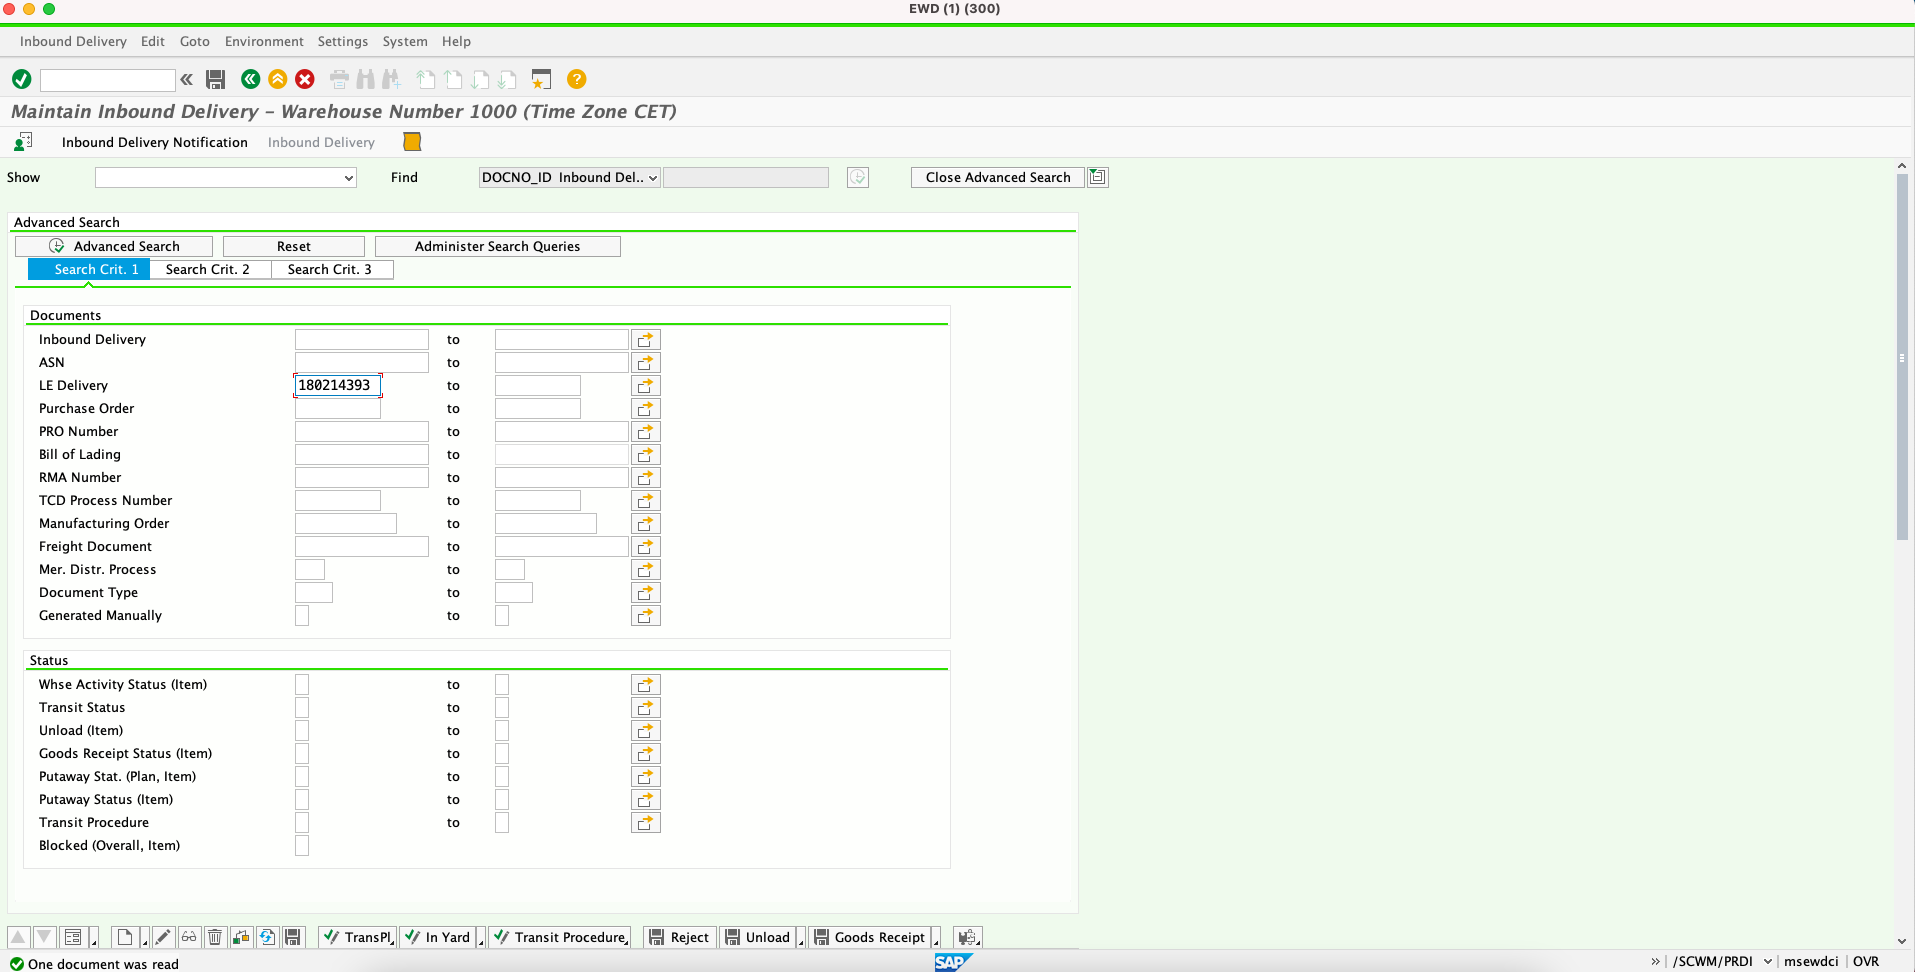 EWD (1) (300)
Inbound Delivery Edit Goto Environment Settings System Help
Maintain Inbound Delivery – Warehouse Number 1000 (Time Zone CET)
Inbound Delivery Notification Inbound Delivery
Show Find DOCNO_ID Inbound Del.. Close Advanced Search
Advanced Search
Advanced Search Reset Administer Search Queries
Search Crit. 1 Search Crit. 2 Search Crit. 3
Documents
Inbound Delivery to
ASN to
LE Delivery 180214393 to
Purchase Order to
PRO Number to
Bill of Lading to
RMA Number to
TCD Process Number to
Manufacturing Order to
Freight Document to
Mer. Distr. Process to
Document Type to
Generated Manually to
Status
Whse Activity Status (Item) to
Transit Status to
Unload (Item) to
Goods Receipt Status (Item) to
Putaway Stat. (Plan, Item) to
Putaway Status (Item) to
Transit Procedure to
Blocked (Overall, Item)
TransPl In Yard Transit Procedure Reject Unload Goods Receipt
One document was read SAP » /SCWM/PRDI msewdci OVR